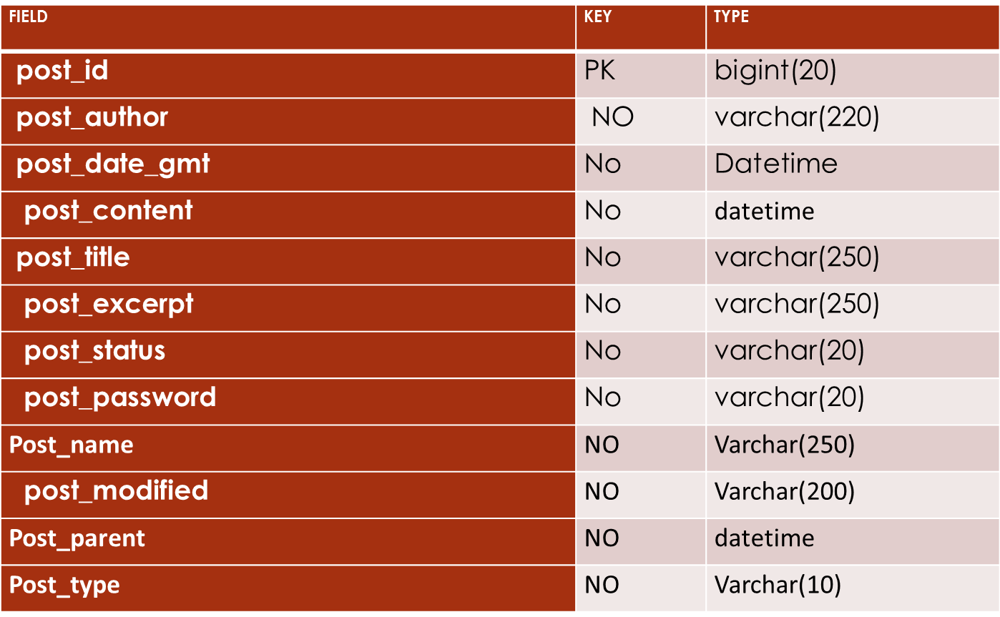 FIELD KEY TYPE
post_id PK bigint(20)
post_author NO varchar(220)
post_date_gmt No Datetime
post_content No datetime
post_title No varchar(250)
post_excerpt No varchar(250)
post_status No varchar(20)
post_password No varchar(20)
Post_name NO Varchar(250)
post_modified NO Varchar(200)
Post_parent NO datetime
Post_type NO Varchar(10)